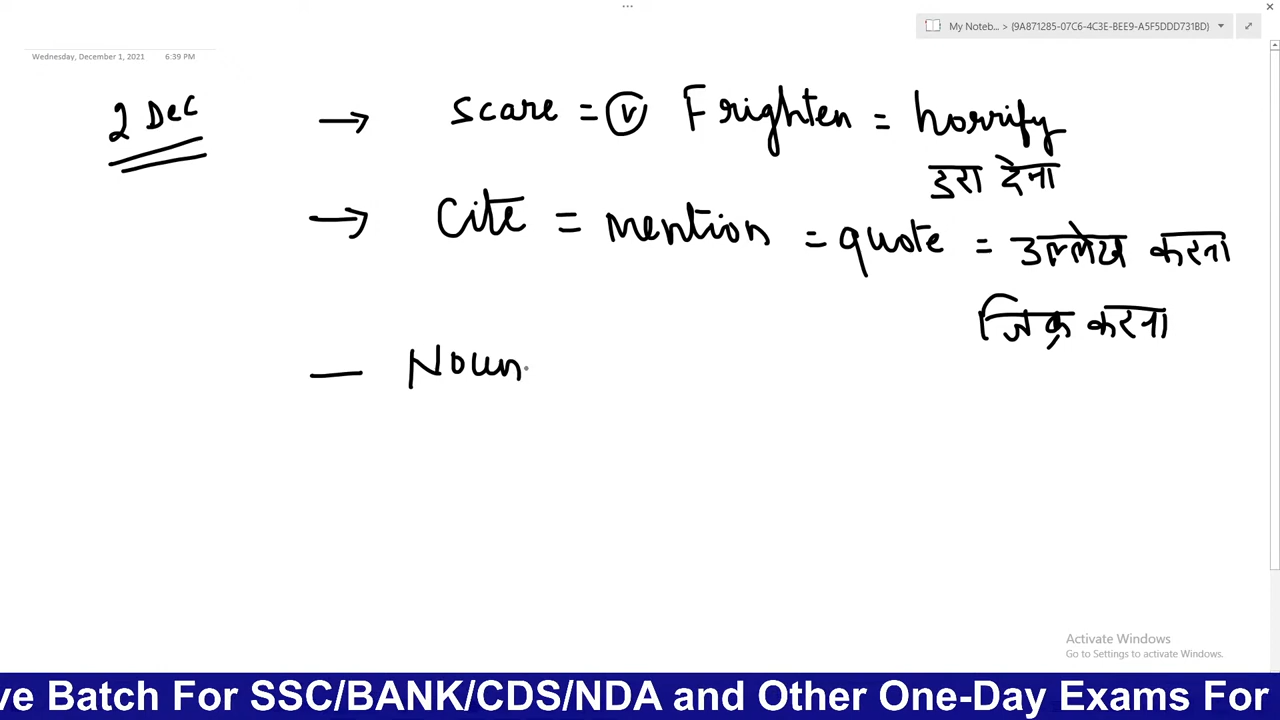 My Noteb... > {9A871285-07C6-4C3E-BEE9-A5F5DDD731BD}
Wednesday, December 1, 2021 6:39 PM
2 Dec → scare = (v) Frighten = horrify
डरा देना
→ Cite = mention = quote = उल्लेख करना
जिक्र करना
— Noun
Activate Windows
Go to Settings to activate Windows.
ve Batch For SSC/BANK/CDS/NDA and Other One-Day Exams For